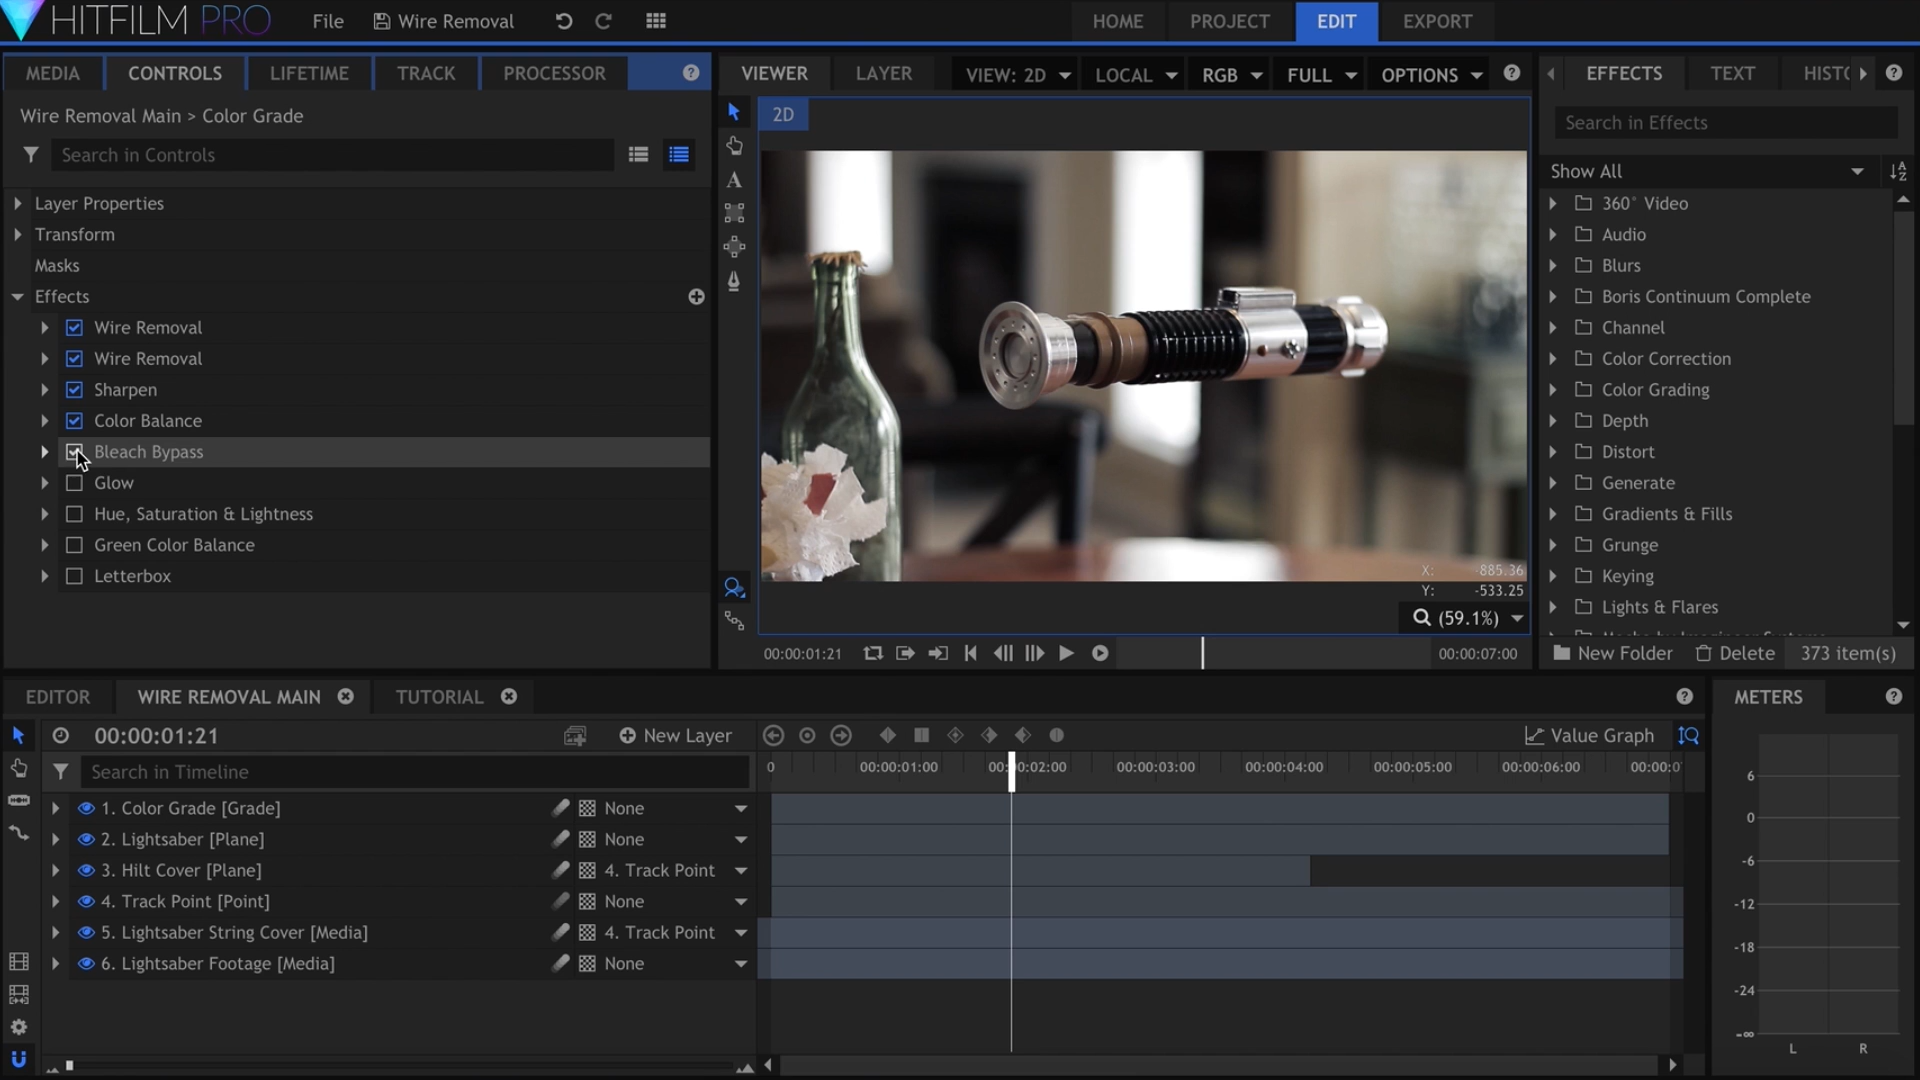 HITFILM PRO
File
Wire Removal
HOME
PROJECT
EDIT
EXPORT
MEDIA
CONTROLS
LIFETIME
TRACK
PROCESSOR
Wire Removal Main > Color Grade
Search in Controls
Layer Properties
Transform
Masks
Effects
Wire Removal
Wire Removal
Sharpen
Color Balance
Bleach Bypass
Glow
Hue, Saturation & Lightness
Green Color Balance
Letterbox
VIEWER
LAYER
VIEW: 2D
LOCAL
RGB
FULL
OPTIONS
2D
A
X: -885.36
Y: -533.25
(59.1%)
00:00:01:21
00:00:07:00
EFFECTS
TEXT
Search in Effects
Show All
A
Z
360° Video
Audio
Blurs
Boris Continuum Complete
Channel
Color Correction
Color Grading
Depth
Distort
Generate
Gradients & Fills
Grunge
Keying
Lights & Flares
New Folder
Delete
373 item(s)
EDITOR
WIRE REMOVAL MAIN
TUTORIAL
00:00:01:21
New Layer
Value Graph
Search in Timeline
0
00:00:01:00
00:00:02:00
00:00:03:00
00:00:04:00
00:00:05:00
00:00:06:00
1. Color Grade [Grade]
None
2. Lightsaber [Plane]
None
3. Hilt Cover [Plane]
4. Track Point
4. Track Point [Point]
None
5. Lightsaber String Cover [Media]
4. Track Point
6. Lightsaber Footage [Media]
None
METERS
6
0
-6
-12
-18
-24
-∞
L
R